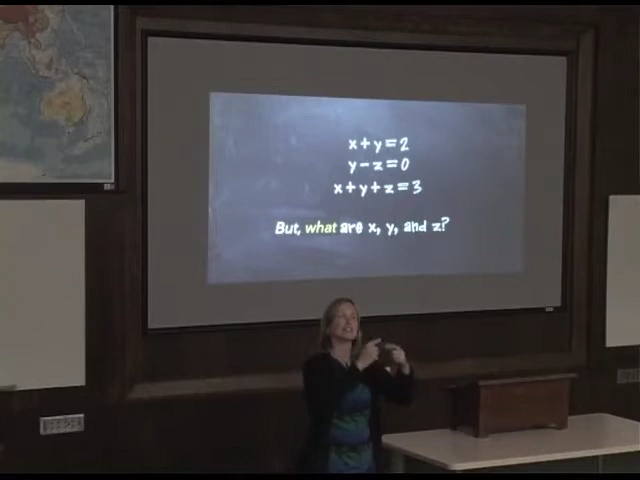 x+y=2
y-z=0
x+y+z=3
But, what are x, y, and z?